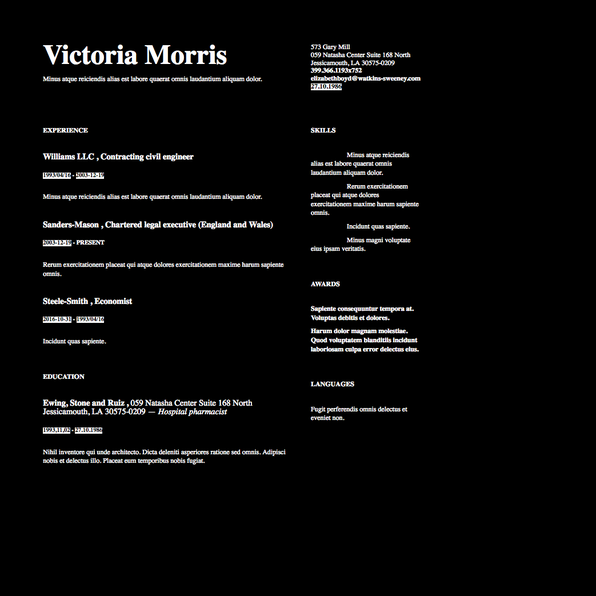 Victoria Morris
Minus atque reiciendis alias est labore quaerat omnis laudantium aliquam dolor.
573 Gary Mill
059 Natasha Center Suite 168 North
Jessicamouth, LA 30575-0209
399.366.1193x752
elizabethboyd@watkins-sweeney.com
27.10.1986
EXPERIENCE
Williams LLC , Contracting civil engineer
1993/04/16 - 2003-12-19
Minus atque reiciendis alias est labore quaerat omnis laudantium aliquam dolor.
Sanders-Mason , Chartered legal executive (England and Wales)
2003-12-19 - PRESENT
Rerum exercitationem placeat qui atque dolores exercitationem maxime harum sapiente
omnis.
Steele-Smith , Economist
2016-10-31 - 1993/04/16
Incidunt quas sapiente.
EDUCATION
Ewing, Stone and Ruiz , 059 Natasha Center Suite 168 North
Jessicamouth, LA 30575-0209 — Hospital pharmacist
1993.11.02 - 27.10.1986
Nihil inventore qui unde architecto. Dicta deleniti asperiores ratione sed omnis. Adipisci
nobis et delectus illo. Placeat eum temporibus nobis fugiat.
SKILLS
Minus atque reiciendis
alias est labore quaerat omnis
laudantium aliquam dolor.
Rerum exercitationem
placeat qui atque dolores
exercitationem maxime harum sapiente
omnis.
Incidunt quas sapiente.
Minus magni voluptate
eius ipsam veritatis.
AWARDS
Sapiente consequuntur tempora at.
Voluptas debitis et dolores.
Harum dolor magnam molestiae.
Quod voluptatem blanditiis incidunt
laboriosam culpa error delectus eius.
LANGUAGES
Fugit perferendis omnis delectus et
eveniet non.